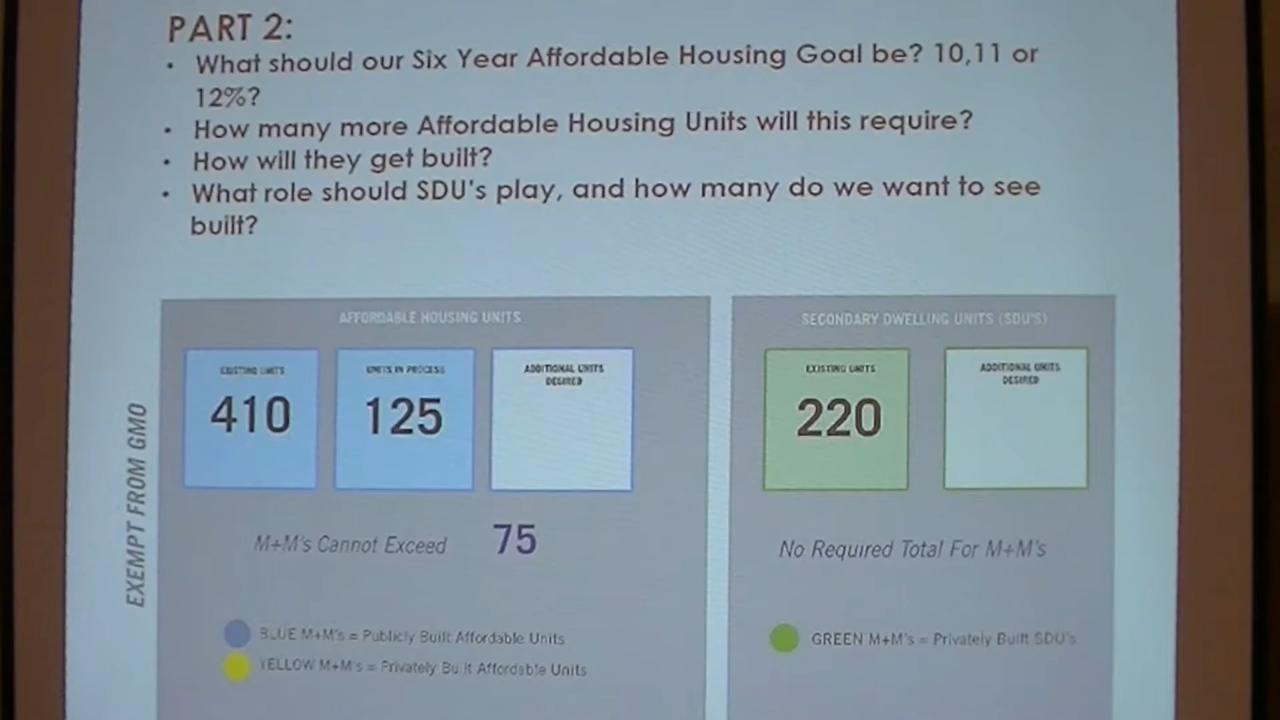 PART 2:
• What should our Six Year Affordable Housing Goal be? 10,11 or
12%?
• How many more Affordable Housing Units will this require?
• How will they get built?
• What role should SDU's play, and how many do we want to see
built?
AFFORDABLE HOUSING UNITS
SECONDARY DWELLING UNITS (SDU'S)
EXISTING UNITS
410
UNITS IN PROCESS
125
ADDITIONAL UNITS
DESIRED
EXISTING UNITS
220
ADDITIONAL UNITS
DESIRED
EXEMPT FROM GMO
M+M's Cannot Exceed 75
No Required Total For M+M's
BLUE M+M's = Publicly Built Affordable Units
YELLOW M+M's = Privately Built Affordable Units
GREEN M+M's = Privately Built SDU's